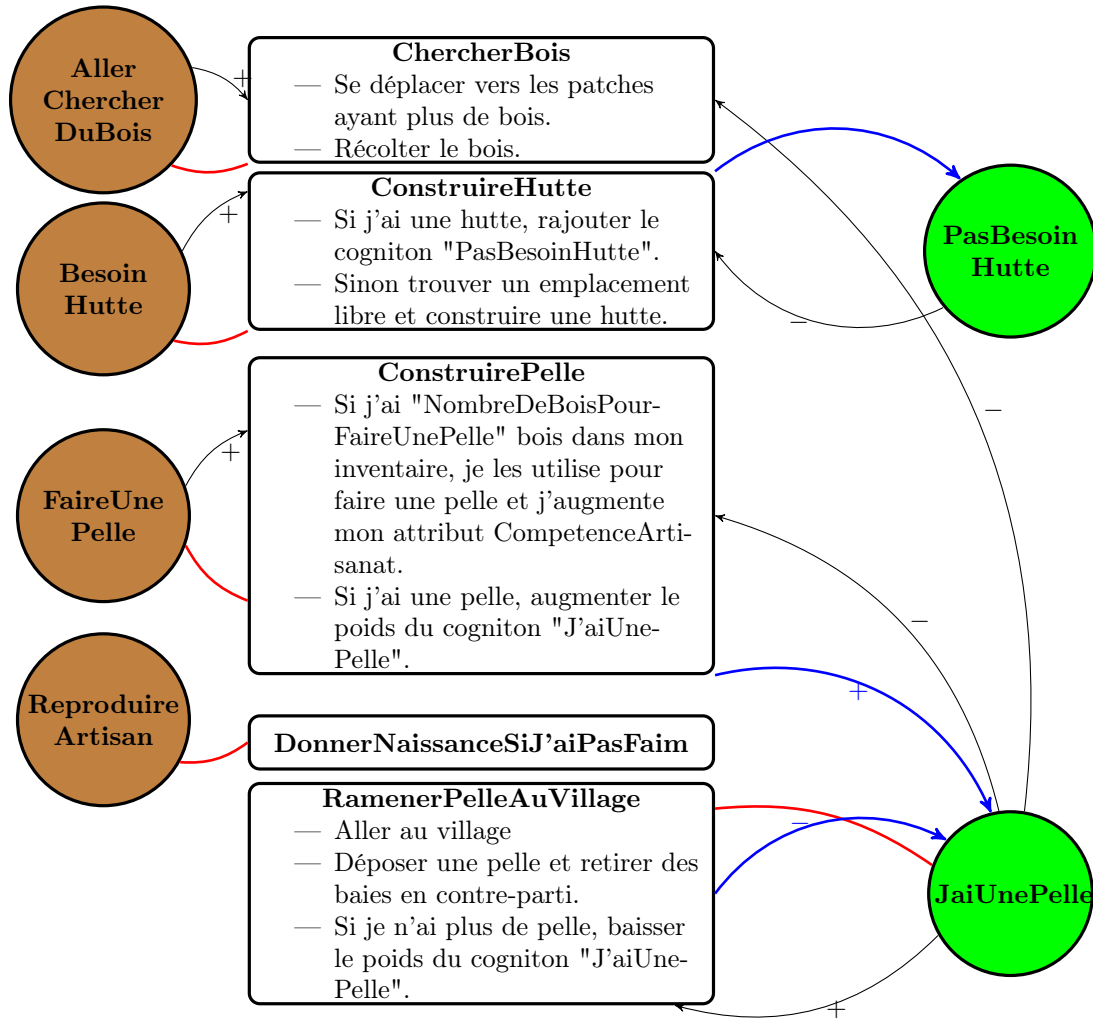 Aller
Chercher
DuBois
+
ChercherBois
— Se déplacer vers les patches
ayant plus de bois.
— Récolter le bois.
Besoin
Hutte
+
ConstruireHutte
— Si j'ai une hutte, rajouter le
cogniton "PasBesoinHutte".
— Sinon trouver un emplacement
libre et construire une hutte.
PasBesoin
Hutte
−
−
FaireUne
Pelle
+
ConstruirePelle
— Si j'ai "NombreDeBoisPour-
FaireUnePelle" bois dans mon
inventaire, je les utilise pour
faire une pelle et j'augmente
mon attribut CompetenceArti-
sanat.
— Si j'ai une pelle, augmenter le
poids du cogniton "J'aiUne-
Pelle".
−
+
Reproduire
Artisan
DonnerNaissanceSiJ'aiPasFaim
RamenerPelleAuVillage
— Aller au village
— Déposer une pelle et retirer des
baies en contre-parti.
— Si je n'ai plus de pelle, baisser
le poids du cogniton "J'aiUne-
Pelle".
−
JaiUnePelle
+